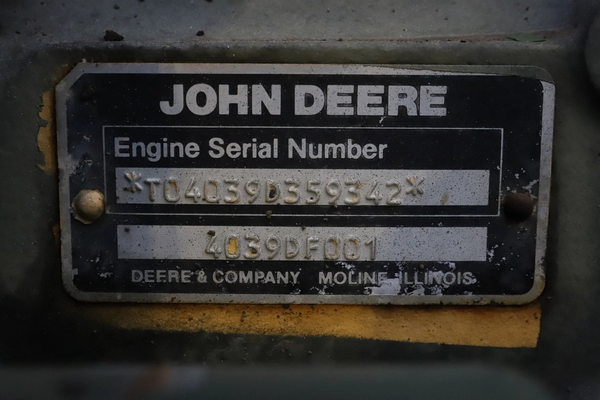 JOHN DEERE
Engine Serial Number
*T04039D359342*
4039DF001
DEERE & COMPANY MOLINE ILLINOIS